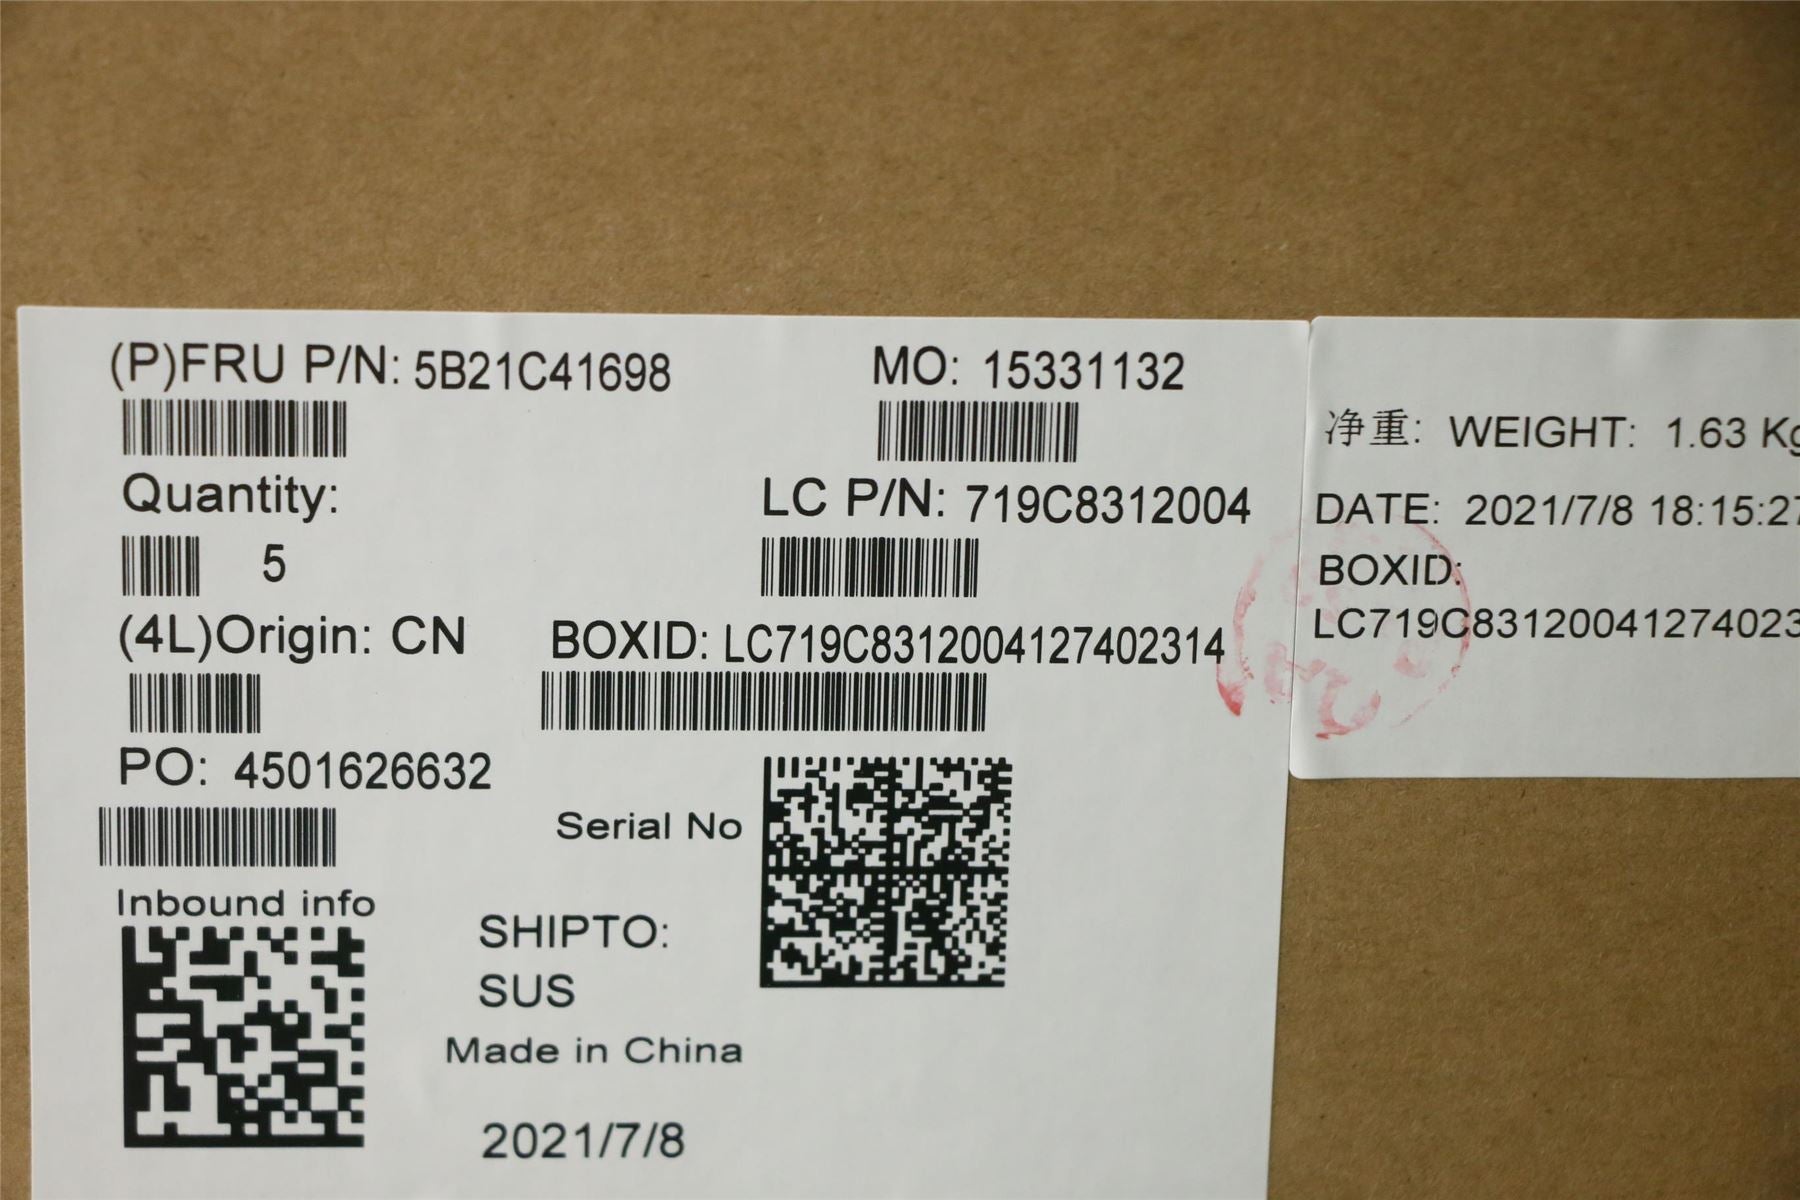 (P)FRU P/N: 5B21C41698
MO: 15331132
Quantity:
5
LC P/N: 719C8312004
(4L)Origin: CN
BOXID: LC719C8312004127402314
PO: 4501626632
Serial No
Inbound info
SHIPTO:
SUS
Made in China
2021/7/8
净重: WEIGHT: 1.63 Kg
DATE: 2021/7/8 18:15:27
BOXID:
LC719C83120041274023